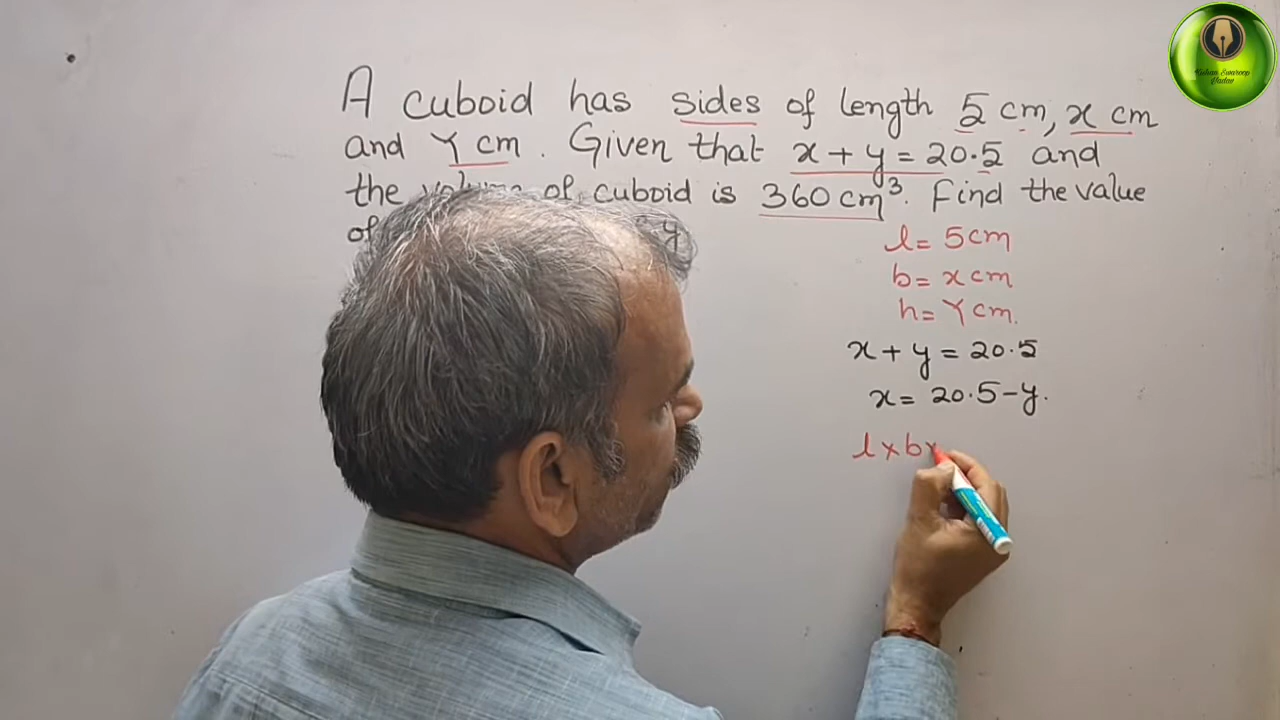 A cuboid has sides of length 5 cm, x cm
and Y cm. Given that x + y = 20.5 and
the of cuboid is 360 cm³. Find the value
of y
l = 5cm
b = x cm
h = Y cm.
x + y = 20.5
x = 20.5 - y.
l x b x